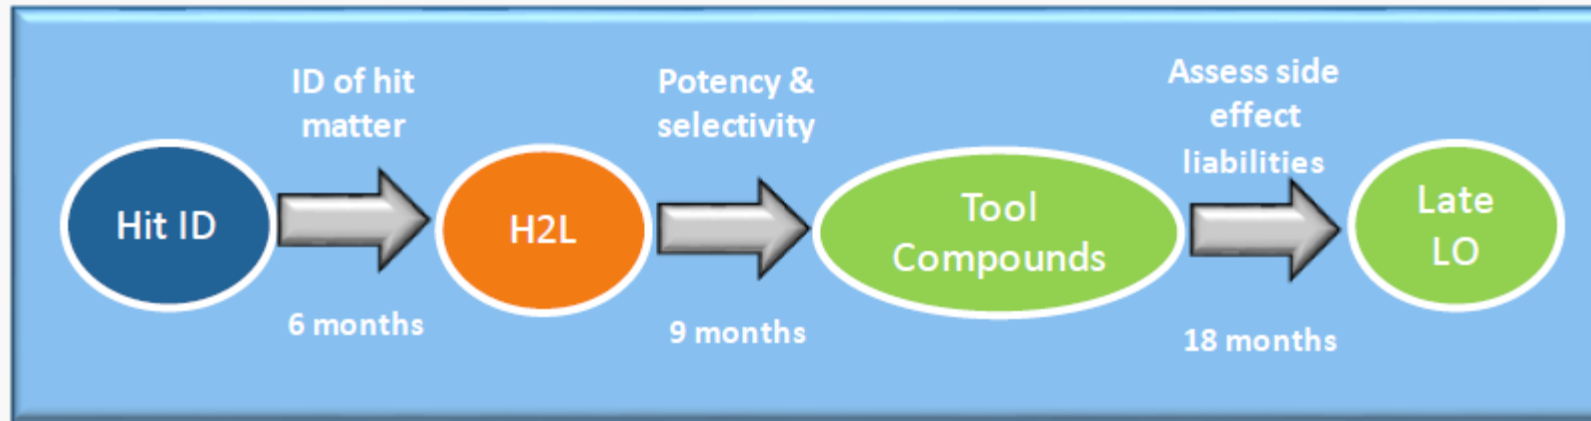 Hit ID
ID of hit
matter
6 months
H2L
Potency &
selectivity
9 months
Tool
Compounds
Assess side
effect
liabilities
18 months
Late
LO